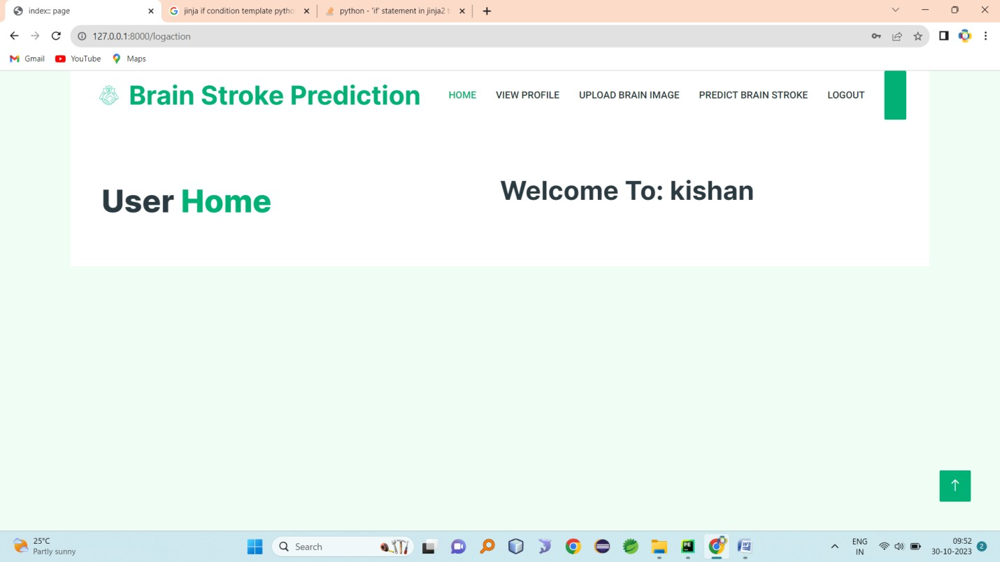 index:: page
jinja if condition template pytho
python - 'if' statement in jinja2 t
127.0.0.1:8000/logaction
Gmail YouTube Maps
Brain Stroke Prediction HOME VIEW PROFILE UPLOAD BRAIN IMAGE PREDICT BRAIN STROKE LOGOUT
User Home
Welcome To: kishan
25°C
Partly sunny
Search
PE
ENG
IN
09:52
30-10-2023
2